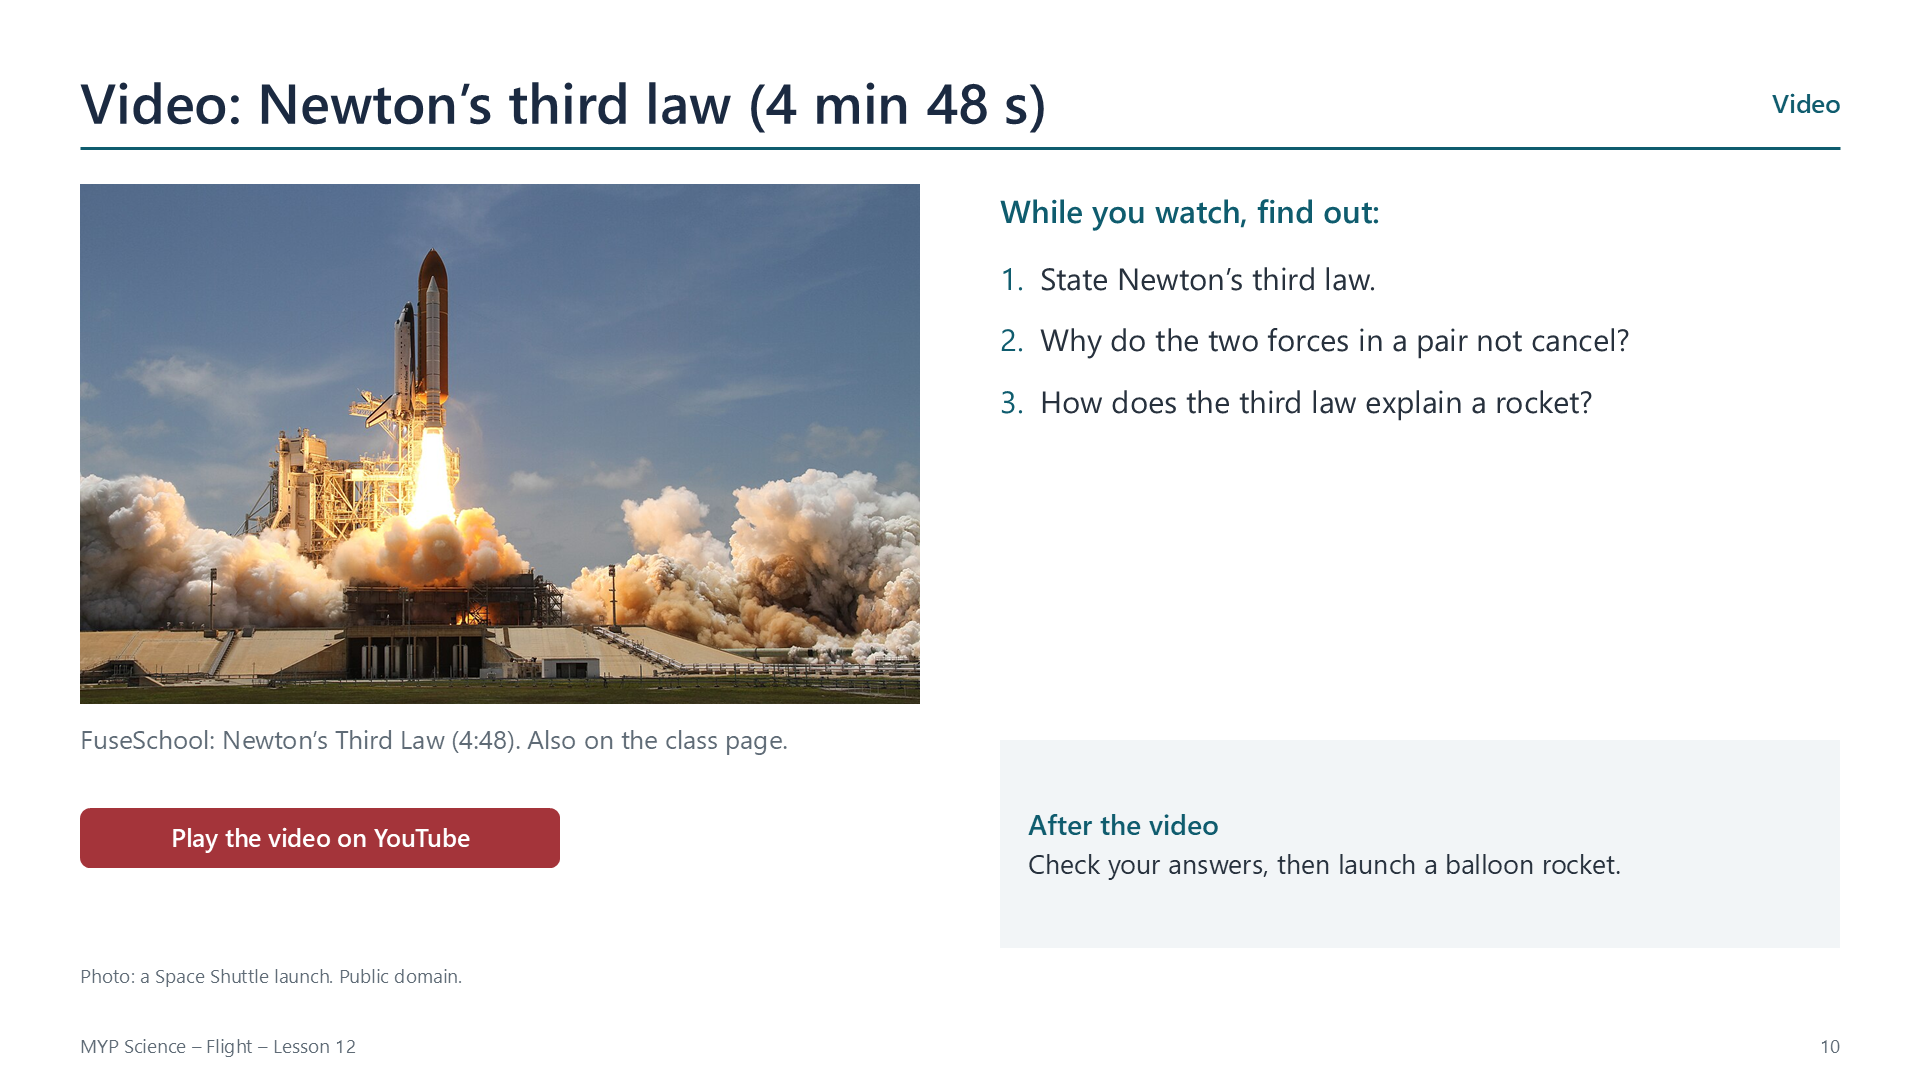 Video: Newton’s third law (4 min 48 s)
Video
FuseSchool: Newton’s Third Law (4:48). Also on the class page.
Play the video on YouTube
Photo: a Space Shuttle launch. Public domain.
While you watch, find out:
1. State Newton’s third law.
2. Why do the two forces in a pair not cancel?
3. How does the third law explain a rocket?
After the video
Check your answers, then launch a balloon rocket.
MYP Science – Flight – Lesson 12
10